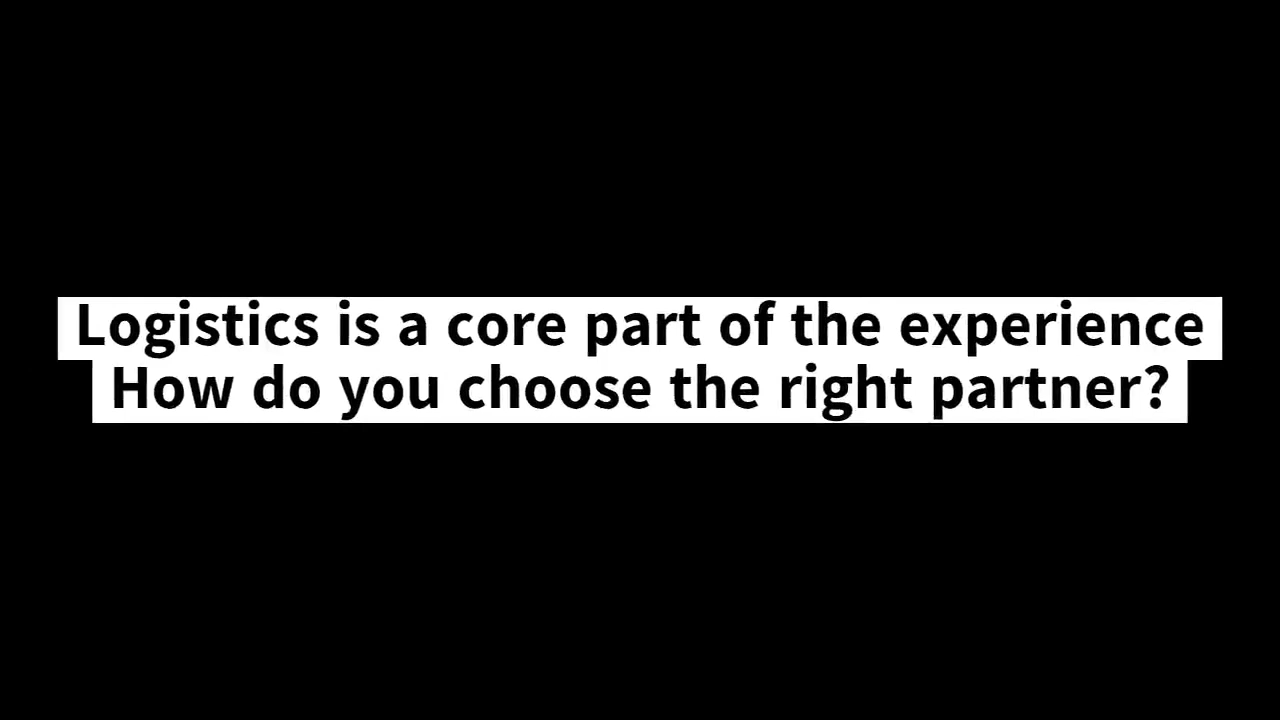 Logistics is a core part of the experience
How do you choose the right partner?